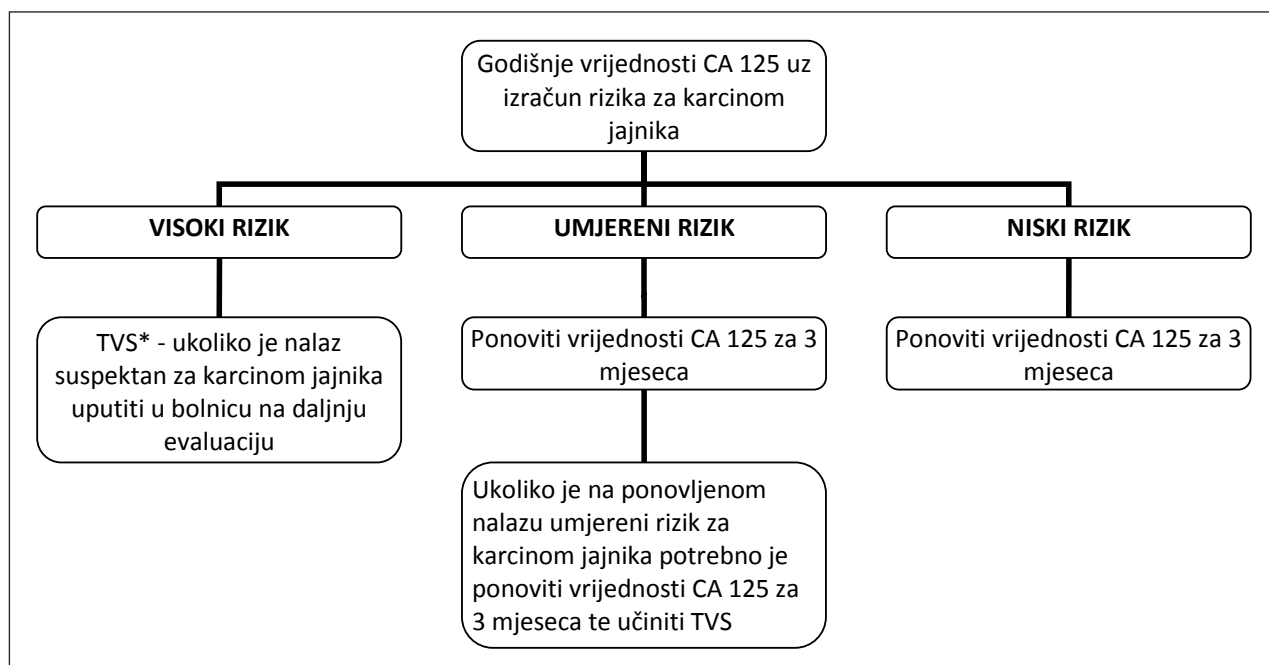 Godišnje vrijednosti CA 125 uz
izračun rizika za karcinom
jajnika
VISOKI RIZIK
UMJERENI RIZIK
NISKI RIZIK
TVS* - ukoliko je nalaz
suspektan za karcinom jajnika
uputiti u bolnicu na daljnju
evaluaciju
Ponoviti vrijednosti CA 125 za 3
mjeseca
Ponoviti vrijednosti CA 125 za 3
mjeseca
Ukoliko je na ponovljenom
nalazu umjereni rizik za
karcinom jajnika potrebno je
ponoviti vrijednosti CA 125 za
3 mjeseca te učiniti TVS